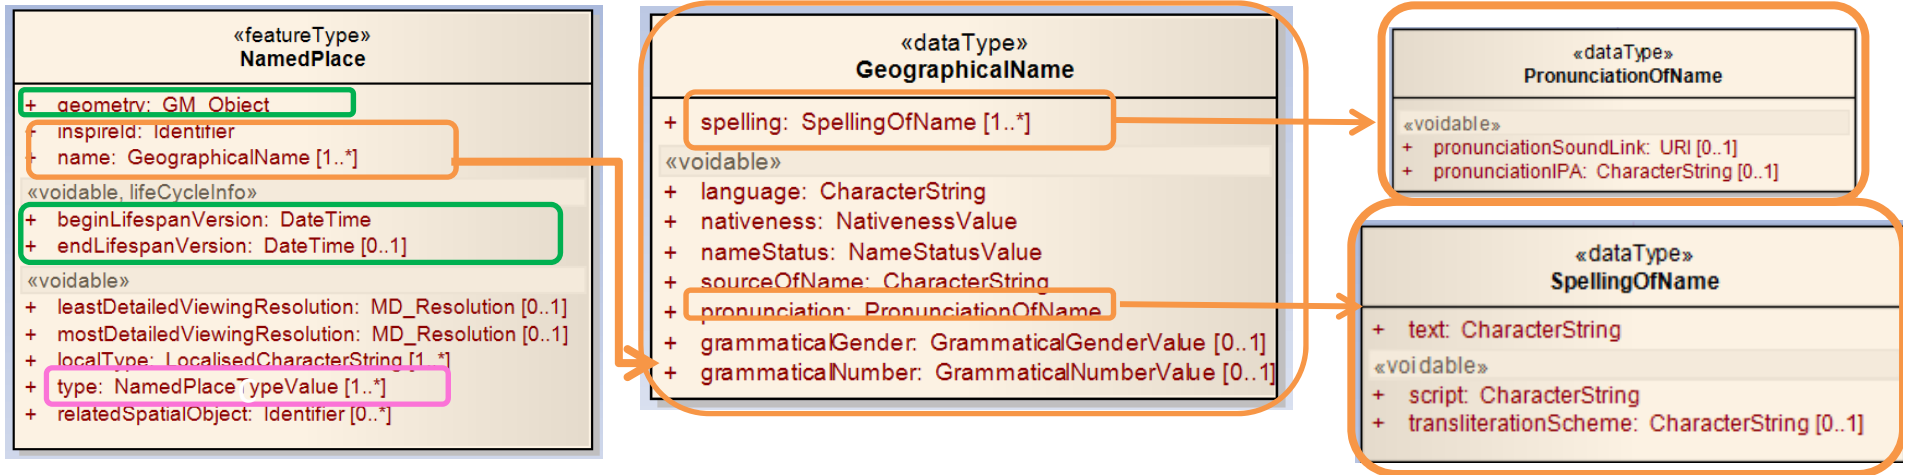 «featureType»
NamedPlace
+ geometry: GM_Object
+ inspireId: Identifier
+ name: GeographicalName [1..*]
«voidable, lifeCycleInfo»
+ beginLifespanVersion: DateTime
+ endLifespanVersion: DateTime [0..1]
«voidable»
+ leastDetailedViewingResolution: MD_Resolution [0..1]
+ mostDetailedViewingResolution: MD_Resolution [0..1]
+ localType: LocalisedCharacterString [1..*]
+ type: NamedPlaceTypeValue [1..*]
+ relatedSpatialObject: Identifier [0..*]
«dataType»
GeographicalName
+ spelling: SpellingOfName [1..*]
«voidable»
+ language: CharacterString
+ nativeness: NativenessValue
+ nameStatus: NameStatusValue
+ sourceOfName: CharacterString
+ pronunciation: PronunciationOfName
+ grammaticalGender: GrammaticalGenderValue [0..1]
+ grammaticalNumber: GrammaticalNumberValue [0..1]
«dataType»
PronunciationOfName
«voidable»
+ pronunciationSoundLink: URI [0..1]
+ pronunciationIPA: CharacterString [0..1]
«dataType»
SpellingOfName
+ text: CharacterString
«voidable»
+ script: CharacterString
+ transliterationScheme: CharacterString [0..1]